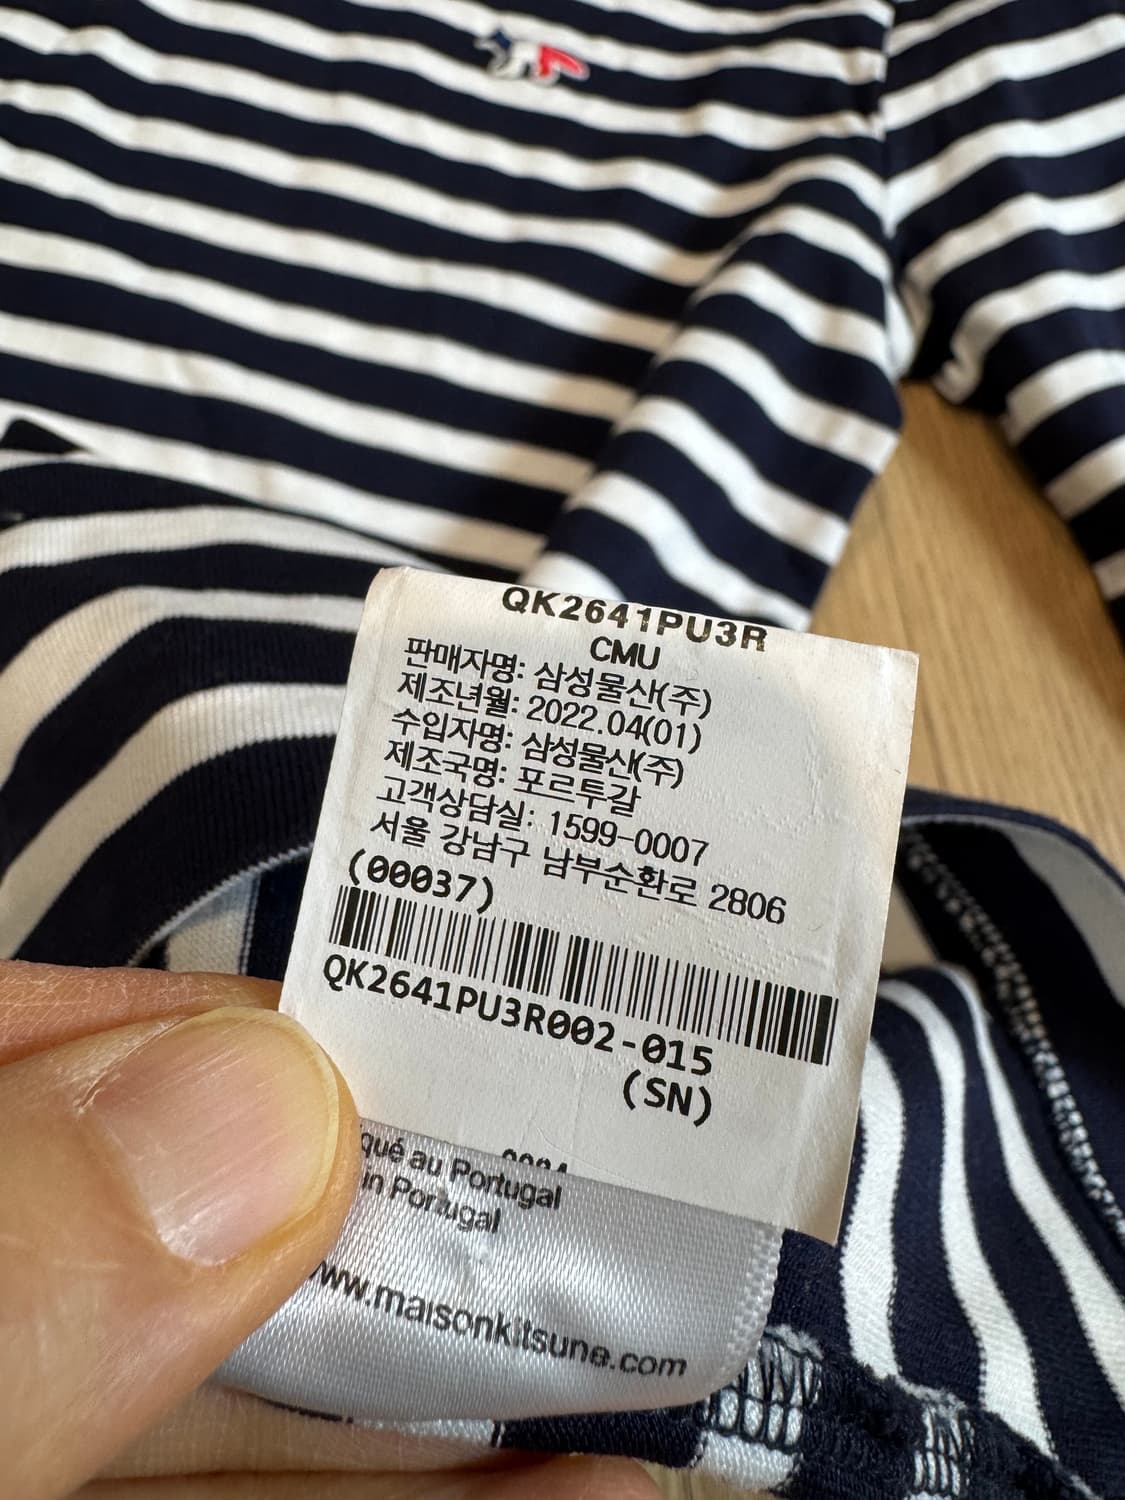 QK2641PU3R
CMU
판매자명: 삼성물산(주)
제조년월: 2022.04(01)
수입자명: 삼성물산(주)
제조국명: 포르투갈
고객상담실: 1599-0007
서울 강남구 남부순환로 2806
(00037)
QK2641PU3R002-015
(SN)
qué au Portugal
in Portugal
www.maisonkitsune.com